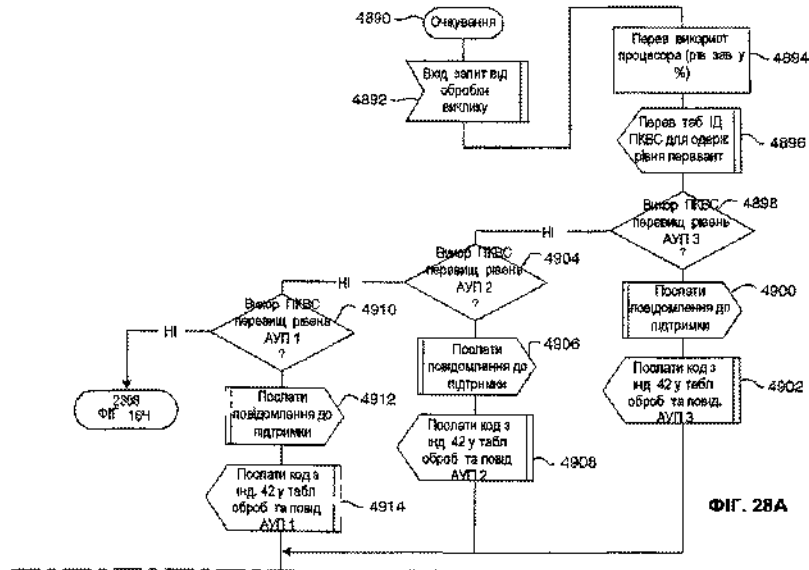 4890
Очікування
4892
Вхід запит від
обробки
виклику
Перев використ
процесора (рів зав у
%)
4894
Перев таб ІД
ПКВС для одерж
рівня перевант
4896
Викор ПКВС
перевищ рівень
АУП 3
?
4898
НІ
Викор ПКВС
перевищ рівень
АУП 2
?
4904
НІ
Викор ПКВС
перевищ рівень
АУП 1
?
4910
НІ
Послати
повідомлення до
підтримки
4900
Послати
повідомлення до
підтримки
4906
Послати
повідомлення до
підтримки
4912
2368
ФІГ 16Ч
Послати код з
інд. 42 у табл
оброб та повід.
АУП 3
4902
Послати код з
інд. 42 у табл
оброб та повід
АУП 2
4908
Послати код з
інд. 42 у табл
оброб та повід
АУП 1
4914
ФІГ. 28А